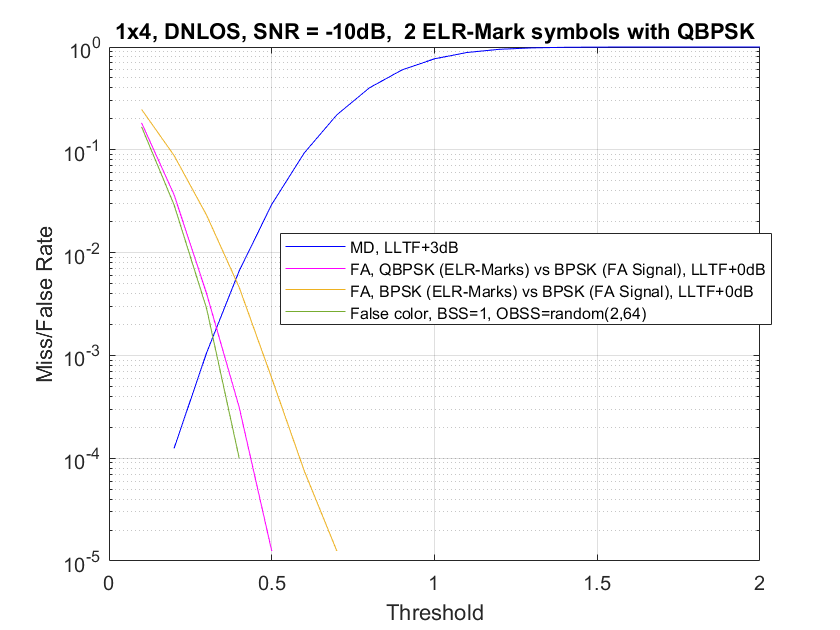 1x4, DNLOS, SNR = -10dB,  2 ELR-Mark symbols with QBPSK
Miss/False Rate
10^0
10^-1
10^-2
10^-3
10^-4
10^-5
MD, LLTF+3dB
FA, QBPSK (ELR-Marks) vs BPSK (FA Signal), LLTF+0dB
FA, BPSK (ELR-Marks) vs BPSK (FA Signal), LLTF+0dB
False color, BSS=1, OBSS=random(2,64)
0 0.5 1 1.5 2
Threshold